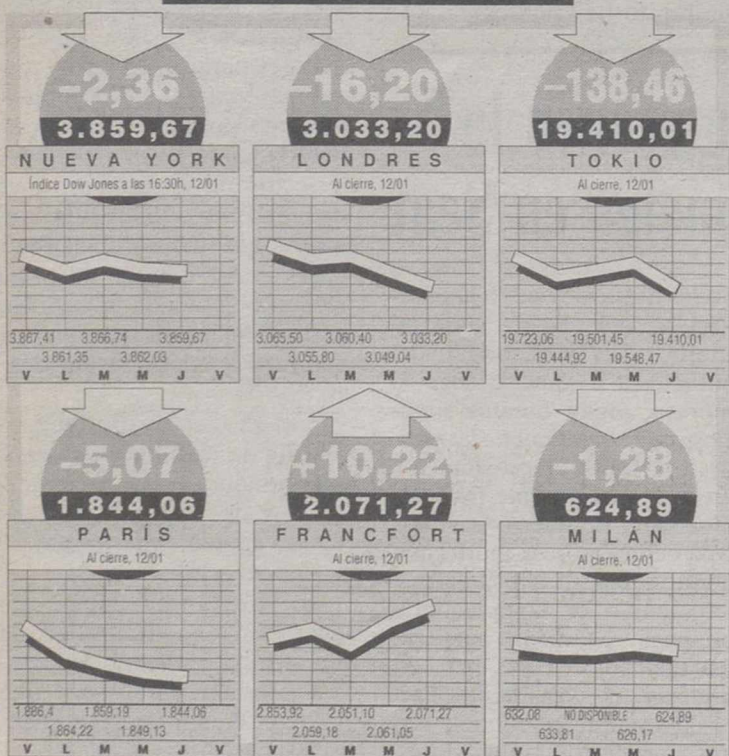 -2,36
3.859,67
NUEVA YORK
Índice Dow Jones a las 16:30h, 12/01
3.867,41 3.866,74 3.859,67
3.861,35 3.862,03
V L M M J V
-16,20
3.033,20
LONDRES
Al cierre, 12/01
3.065,50 3.060,40 3.033,20
3.055,80 3.049,04
V L M M J V
-138,46
19.410,01
TOKIO
Al cierre, 12/01
19.723,06 19.501,45 19.410,01
19.444,92 19.548,47
V L M M J V
-5,07
1.844,06
PARÍS
Al cierre, 12/01
1.886,4 1.859,19 1.844,06
1.864,22 1.849,13
V L M M J V
+10,22
2.071,27
FRANCFORT
Al cierre, 12/01
2.853,92 2.051,10 2.071,27
2.059,18 2.061,05
V L M M J V
-1,28
624,89
MILÁN
Al cierre, 12/01
632,08 NO DISPONIBLE 624,89
633,81 626,17
V L M M J V